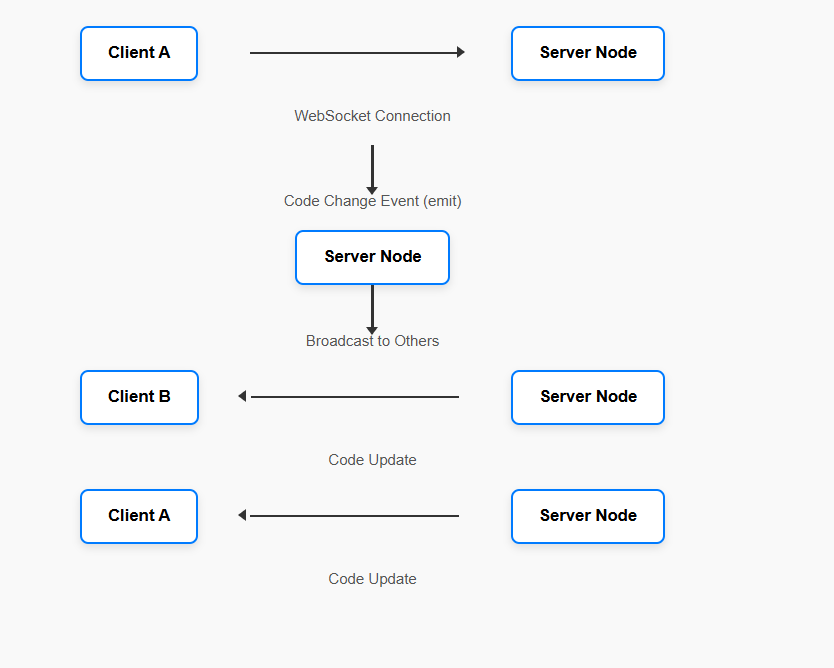 Client A
Server Node
WebSocket Connection
Code Change Event (emit)
Server Node
Broadcast to Others
Client B
Server Node
Code Update
Client A
Server Node
Code Update